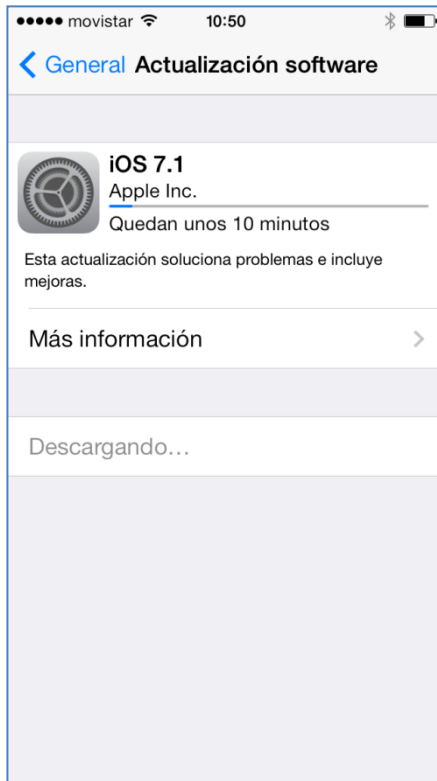 movistar 10:50
General Actualización software
iOS 7.1
Apple Inc.
Quedan unos 10 minutos
Esta actualización soluciona problemas e incluye
mejoras.
Más información
Descargando...